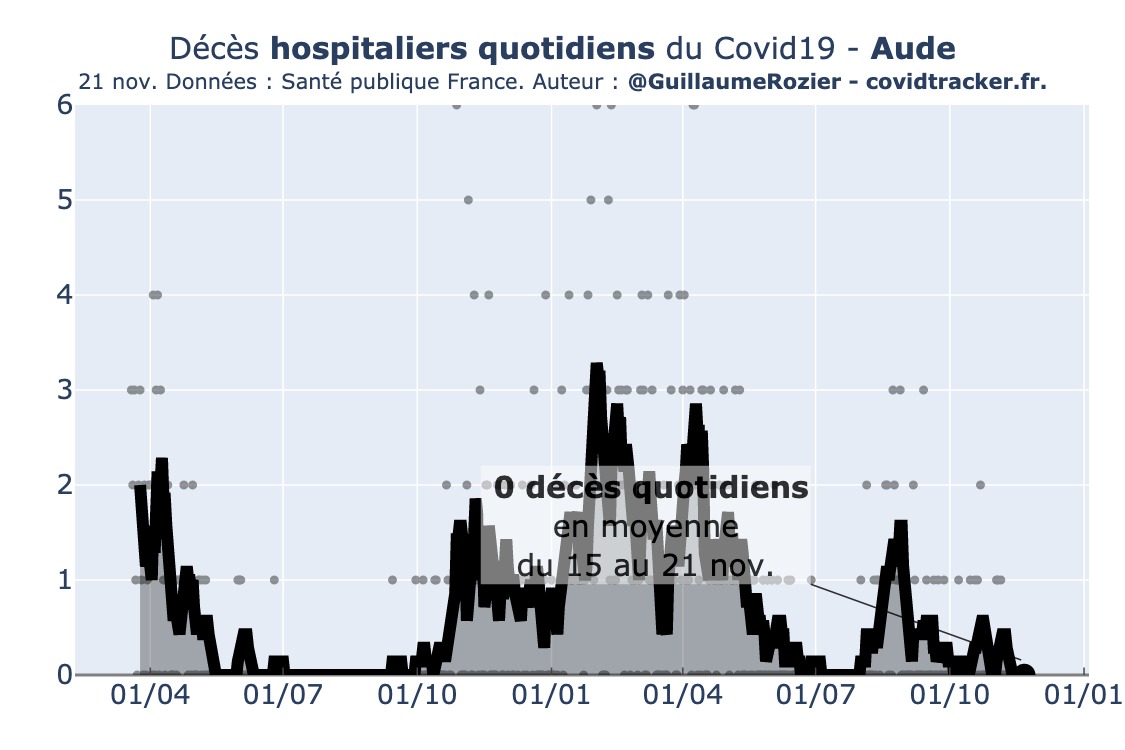 Décès hospitaliers quotidiens du Covid19 - Aude
21 nov. Données : Santé publique France. Auteur : @GuillaumeRozier - covidtracker.fr.
6
5
4
3
2
1
0
0 décès quotidiens
en moyenne
du 15 au 21 nov.
01/04 01/07 01/10 01/01 01/04 01/07 01/10 01/01